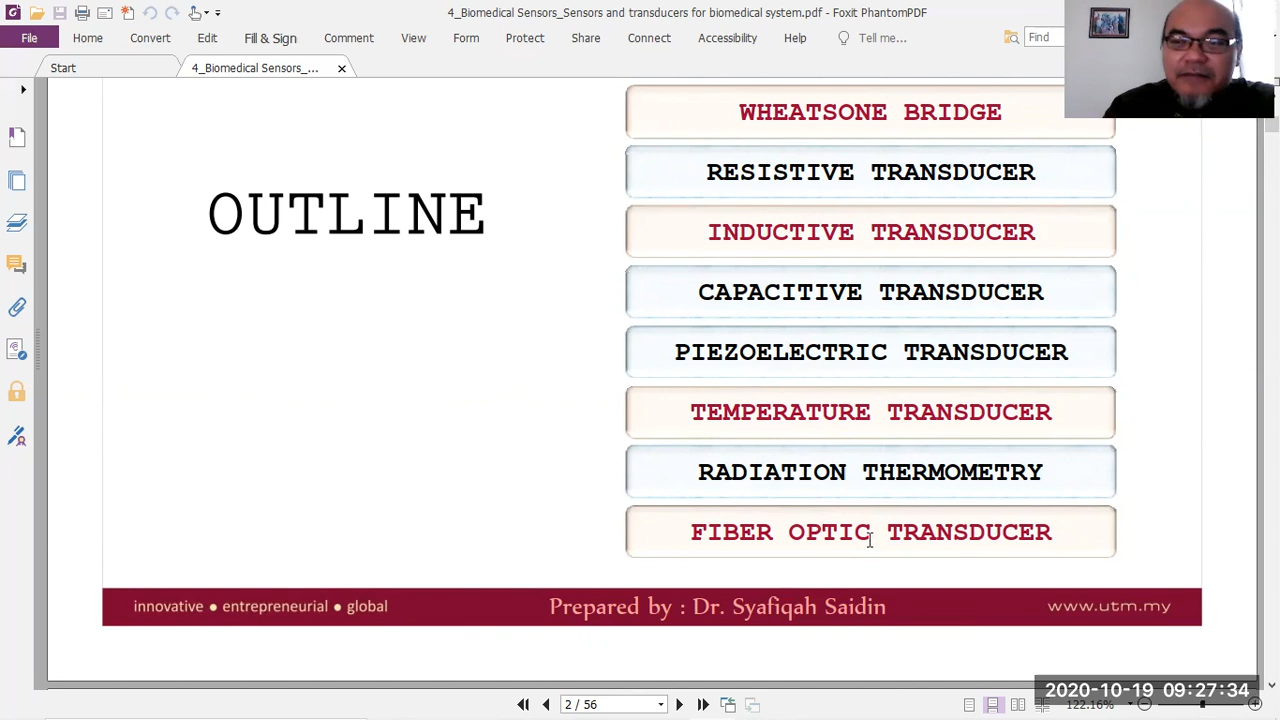 4_Biomedical Sensors_Sensors and transducers for biomedical system.pdf - Foxit PhantomPDF
File
Home
Convert
Edit
Fill & Sign
Comment
View
Form
Protect
Share
Connect
Accessibility
Help
Tell me...
Find
Start
4_Biomedical Sensors_...
OUTLINE
WHEATSONE BRIDGE
RESISTIVE TRANSDUCER
INDUCTIVE TRANSDUCER
CAPACITIVE TRANSDUCER
PIEZOELECTRIC TRANSDUCER
TEMPERATURE TRANSDUCER
RADIATION THERMOMETRY
FIBER OPTIC TRANSDUCER
innovative ● entrepreneurial ● global
Prepared by : Dr. Syafiqah Saidin
www.utm.my
2020-10-19 09:27:34
2 / 56
122.16%